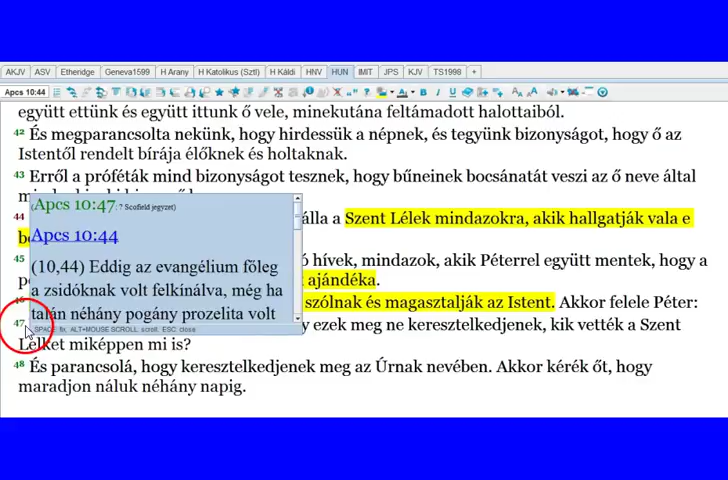 AKJV ASV Etheridge Geneva1599 H Arany H Katolikus (SztI) H Káldi HNV HUN IMIT JPS KJV TS1998 +
Apcs 10:44
együtt ettünk és együtt ittunk ő vele, minekutána feltámadott halottaiból.
42 És megparancsolta nekünk, hogy hirdessük a népnek, és tegyünk bizonyságot, hogy ő az
Istentől rendelt bírája élőknek és holtaknak.
43 Erről a próféták mind bizonyságot tesznek, hogy bűneinek bocsánatát veszi az ő neve által
44 álla a Szent Lélek mindazokra, akik hallgatják vala e
45 ó hívek, mindazok, akik Péterrel együtt mentek, hogy a
ajándéka.
szólnak és magasztalják az Istent. Akkor felele Péter:
47 y ezek meg ne keresztelkedjenek, kik vették a Szent
Lelket miképpen mi is?
48 És parancsolá, hogy keresztelkedjenek meg az Úrnak nevében. Akkor kérék őt, hogy
maradjon náluk néhány napig.
(Apcs 10:47: ? Scofield jegyzet)
Apcs 10:44
(10,44) Eddig az evangélium főleg
a zsidóknak volt felkínálva, még ha
talán néhány pogány prozelita volt
SPACE: fix, ALT+MOUSE SCROLL: scroll; ESC: close